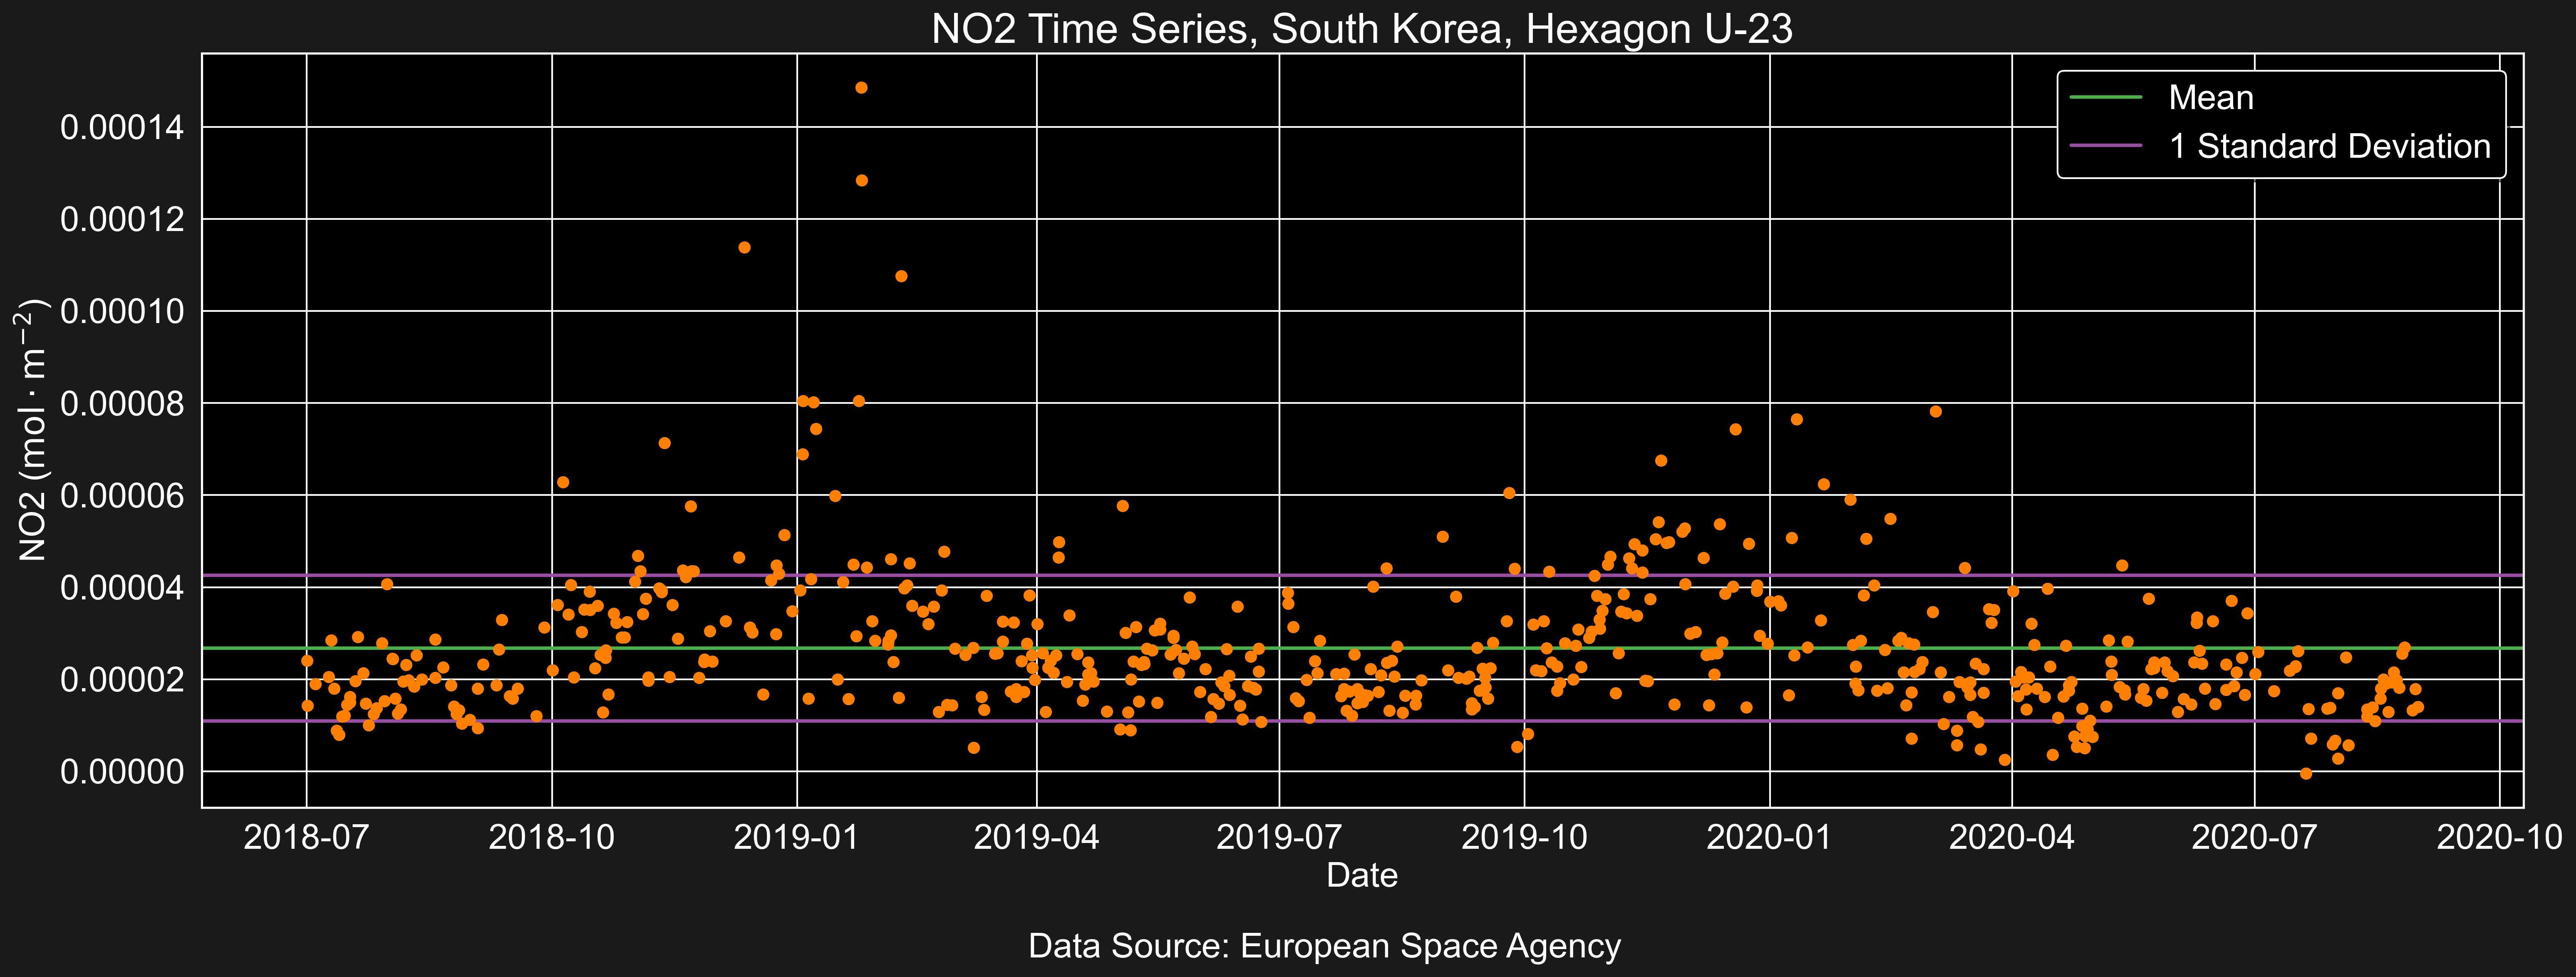 NO2 Time Series, South Korea, Hexagon U-23
Mean
1 Standard Deviation
NO2 (mol · m⁻²)
0.00014
0.00012
0.00010
0.00008
0.00006
0.00004
0.00002
0.00000
2018-07 2018-10 2019-01 2019-04 2019-07 2019-10 2020-01 2020-04 2020-07 2020-10
Date
Data Source: European Space Agency